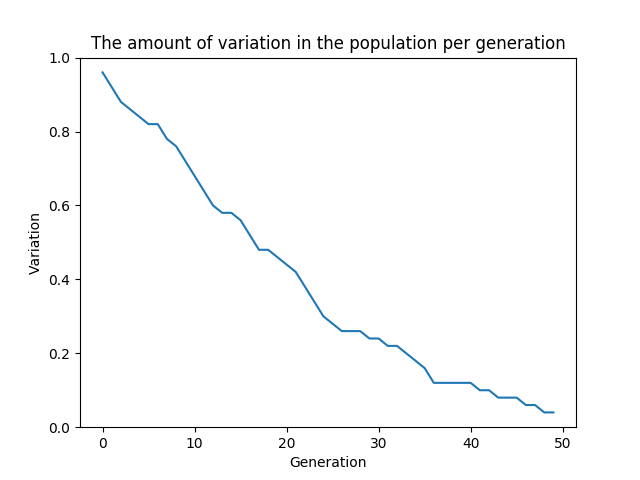 The amount of variation in the population per generation
1.0
0.8
0.6
0.4
0.2
0.0
Variation
0 10 20 30 40 50
Generation